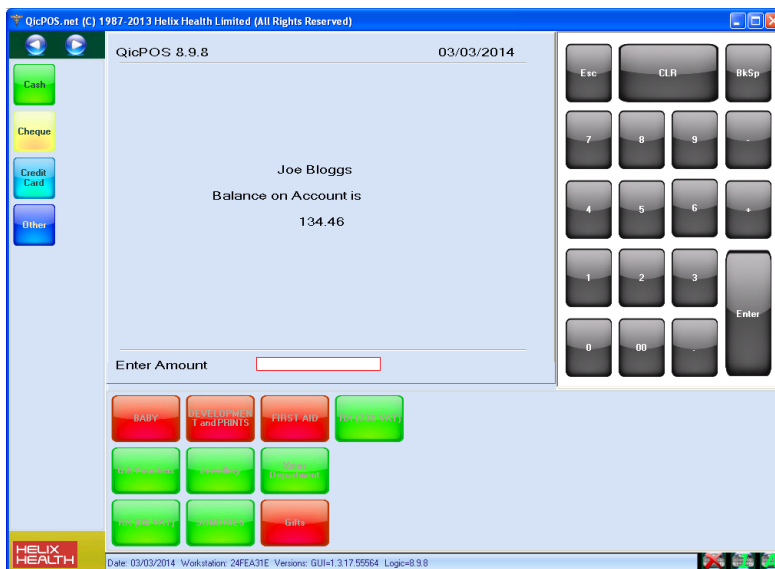 QicPOS.net (C) 1987-2013 Helix Health Limited (All Rights Reserved)
QicPOS 8.9.8
03/03/2014
Cash
Cheque
Credit
Card
Other
Joe Bloggs
Balance on Account is
134.46
Enter Amount
Esc
CLR
BkSp
7
8
9
-
4
5
6
+
1
2
3
Enter
0
00
.
BABY
DEVELOPMEN
T and PRINTS
FIRST AID
Gifts
HELIX
HEALTH
Date: 03/03/2014 Workstation: 24FEA31E Versions: GUI=1.3.17.55564 Logic=8.9.8